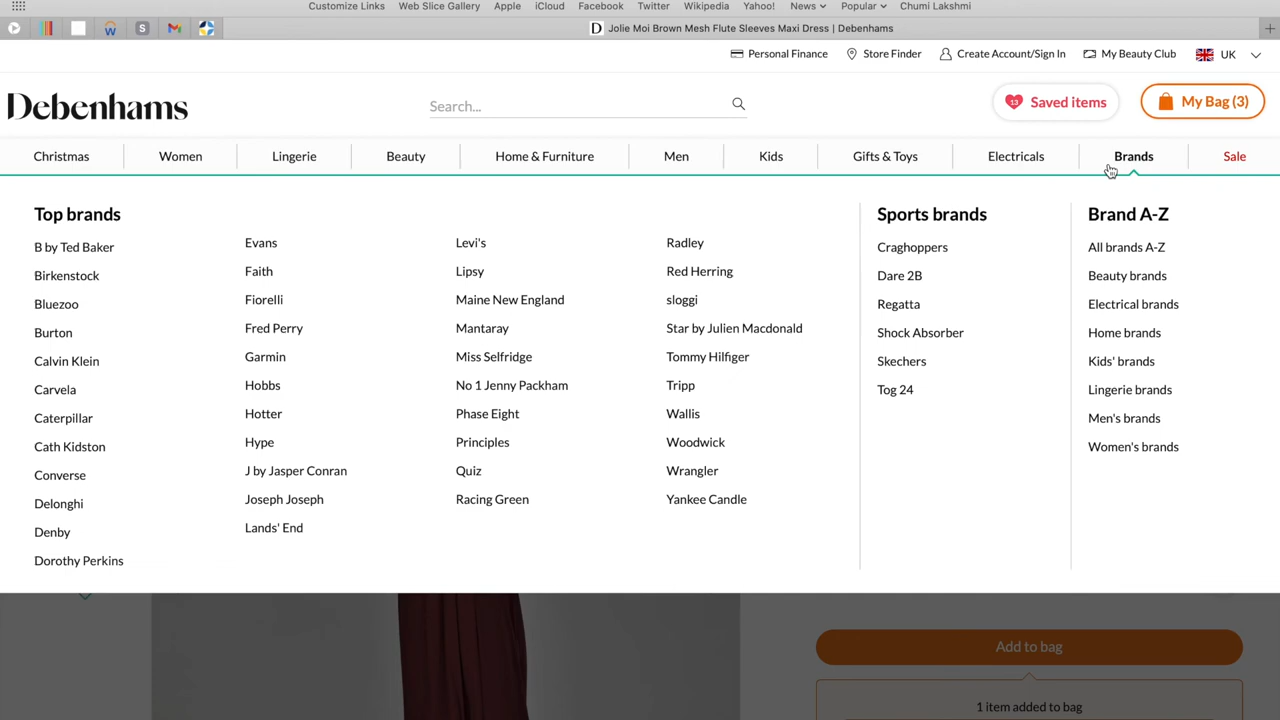 Customize Links Web Slice Gallery Apple iCloud Facebook Twitter Wikipedia Yahoo! News Popular Chumi Lakshmi
S Jolie Moi Brown Mesh Flute Sleeves Maxi Dress | Debenhams
Personal Finance Store Finder Create Account/Sign In My Beauty Club UK
Debenhams
Search...
13 Saved items
My Bag (3)
Christmas Women Lingerie Beauty Home & Furniture Men Kids Gifts & Toys Electricals Brands Sale
Top brands
B by Ted Baker
Birkenstock
Bluezoo
Burton
Calvin Klein
Carvela
Caterpillar
Cath Kidston
Converse
Delonghi
Denby
Dorothy Perkins
Evans
Faith
Fiorelli
Fred Perry
Garmin
Hobbs
Hotter
Hype
J by Jasper Conran
Joseph Joseph
Lands' End
Levi's
Lipsy
Maine New England
Mantaray
Miss Selfridge
No 1 Jenny Packham
Phase Eight
Principles
Quiz
Racing Green
Radley
Red Herring
sloggi
Star by Julien Macdonald
Tommy Hilfiger
Tripp
Wallis
Woodwick
Wrangler
Yankee Candle
Sports brands
Craghoppers
Dare 2B
Regatta
Shock Absorber
Skechers
Tog 24
Brand A-Z
All brands A-Z
Beauty brands
Electrical brands
Home brands
Kids' brands
Lingerie brands
Men's brands
Women's brands
Add to bag
1 item added to bag